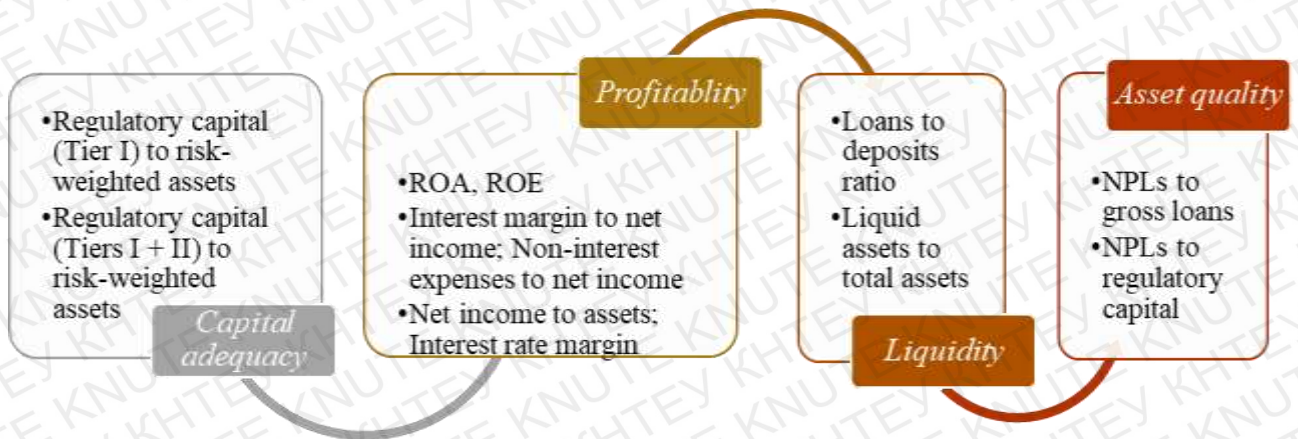 •Regulatory capital
(Tier I) to risk-
weighted assets
•Regulatory capital
(Tiers I + II) to
risk-weighted
assets
Capital
adequacy
Profitablity
•ROA, ROE
•Interest margin to net
income; Non-interest
expenses to net income
•Net income to assets;
Interest rate margin
•Loans to
deposits
ratio
•Liquid
assets to
total assets
Liquidity
Asset quality
•NPLs to
gross loans
•NPLs to
regulatory
capital